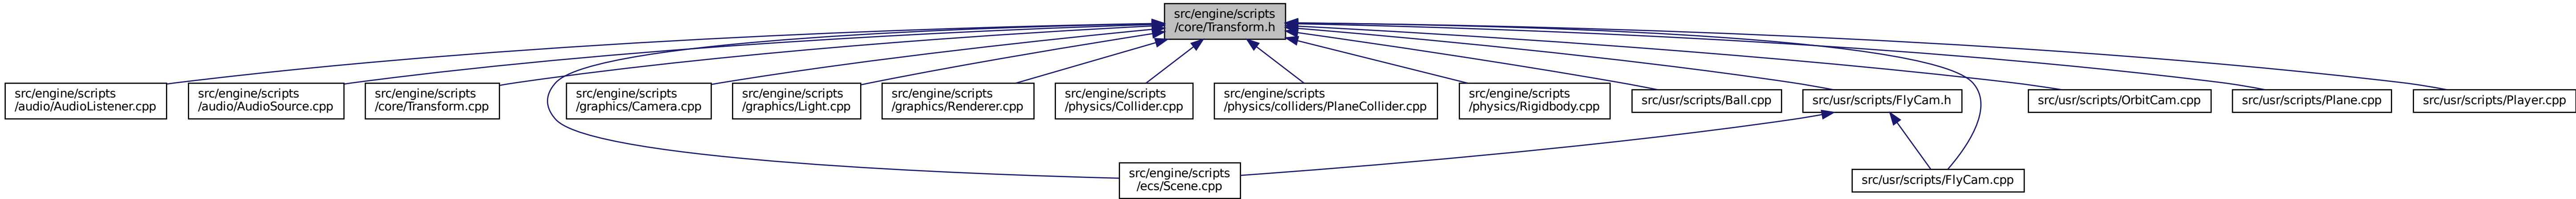 src/engine/scripts
/core/Transform.h
src/engine/scripts
/audio/AudioListener.cpp
src/engine/scripts
/audio/AudioSource.cpp
src/engine/scripts
/core/Transform.cpp
src/engine/scripts
/graphics/Camera.cpp
src/engine/scripts
/graphics/Light.cpp
src/engine/scripts
/graphics/Renderer.cpp
src/engine/scripts
/physics/Collider.cpp
src/engine/scripts
/physics/colliders/PlaneCollider.cpp
src/engine/scripts
/physics/Rigidbody.cpp
src/usr/scripts/Ball.cpp
src/usr/scripts/FlyCam.h
src/usr/scripts/OrbitCam.cpp
src/usr/scripts/Plane.cpp
src/usr/scripts/Player.cpp
src/engine/scripts
/ecs/Scene.cpp
src/usr/scripts/FlyCam.cpp